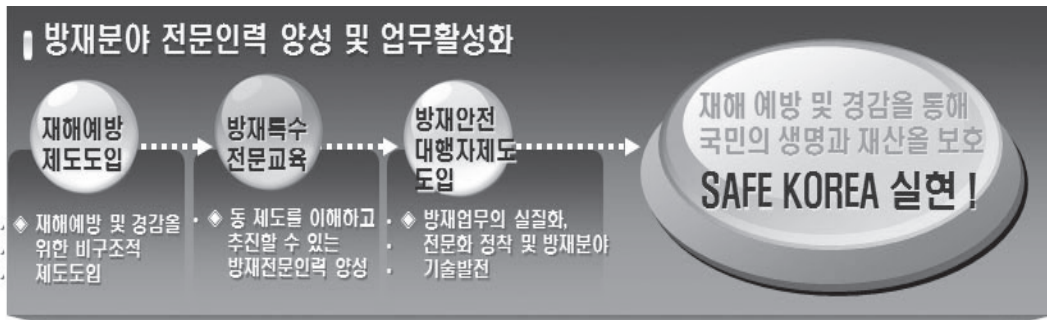 방재분야 전문인력 양성 및 업무활성화
재해예방
제도도입
방재특수
전문교육
방재안전
대행자제도
도입
◈ 재해예방 및 경감을
위한 비구조적
제도도입
◈ 동 제도를 이해하고
추진할 수 있는
방재전문인력 양성
◈ 방재업무의 실질화,
전문화 정착 및 방재분야
기술발전
재해 예방 및 경감을 통해
국민의 생명과 재산을 보호
SAFE KOREA 실현 !